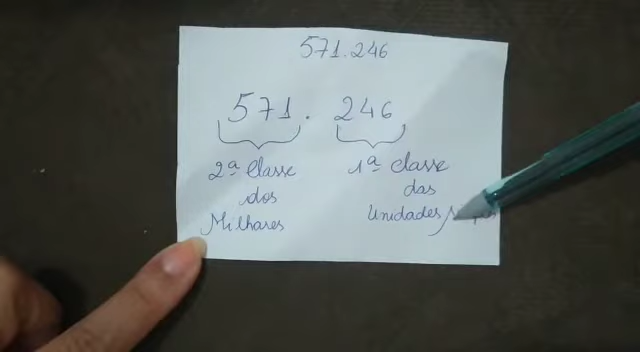 571.246
571. 246
2ª Classe 1ª Classe
dos das
Milhares Unidades